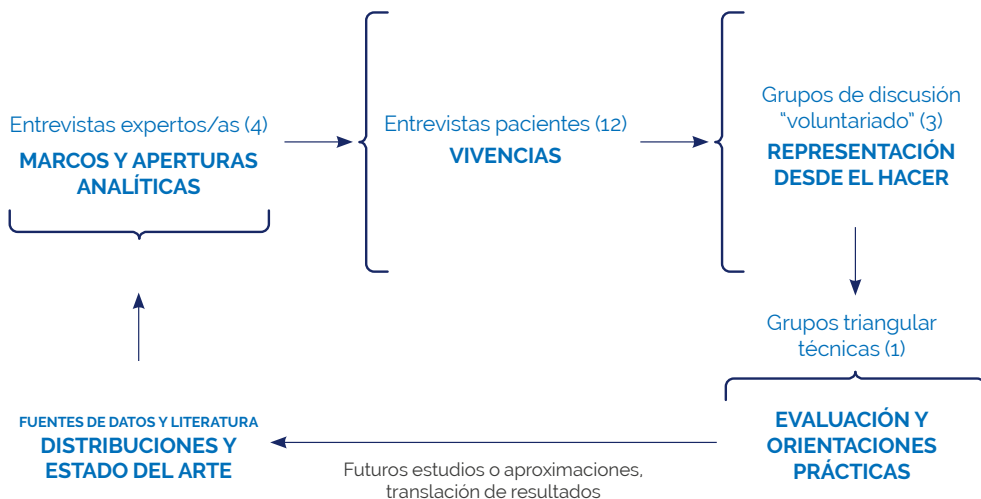 Entrevistas expertos/as (4)
MARCOS Y APERTURAS
ANALÍTICAS
Entrevistas pacientes (12)
VIVENCIAS
Grupos de discusión
“voluntariado” (3)
REPRESENTACIÓN
DESDE EL HACER
Grupos triangular
técnicas (1)
EVALUACIÓN Y
ORIENTACIONES
PRÁCTICAS
Futuros estudios o aproximaciones,
translación de resultados
FUENTES DE DATOS Y LITERATURA
DISTRIBUCIONES Y
ESTADO DEL ARTE